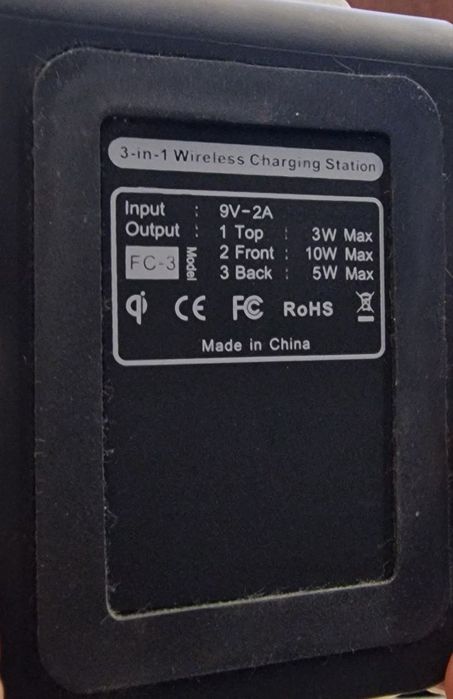 3-in-1 Wireless Charging Station
Input : 9V-2A
Output : 1 Top : 3W Max
FC-3 Model 2 Front : 10W Max
3 Back : 5W Max
qi CE FC RoHS
Made in China